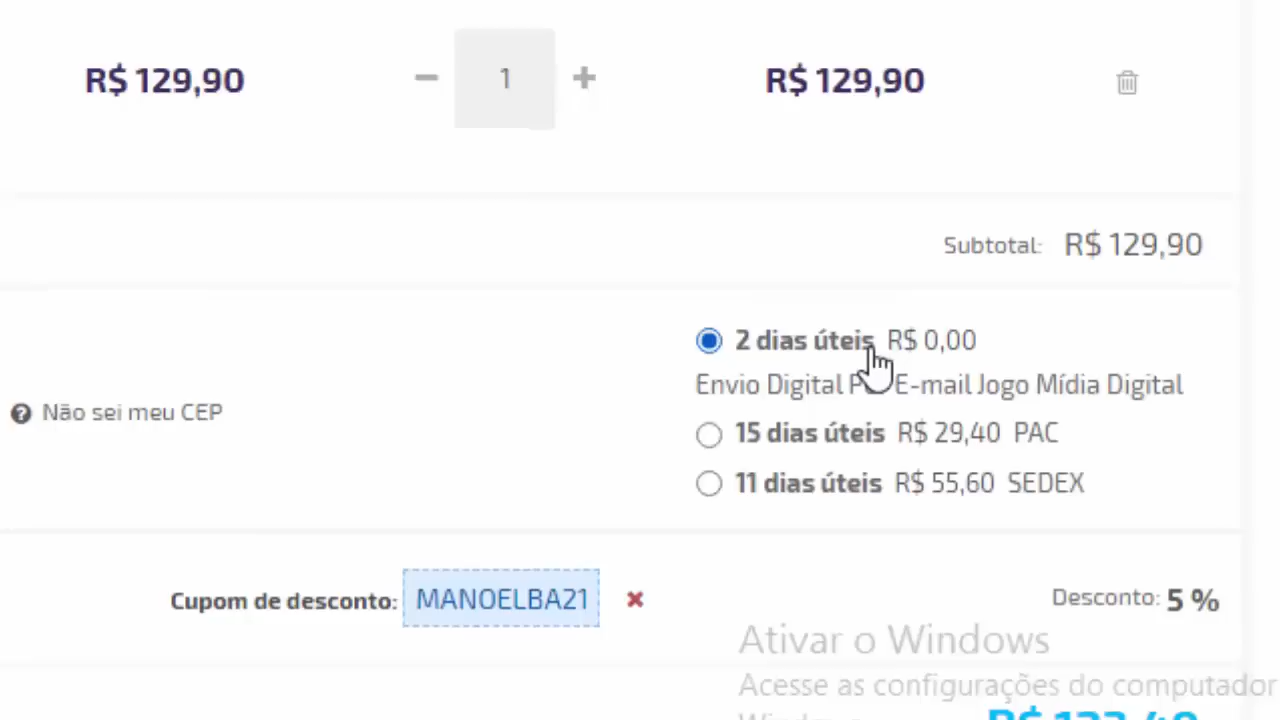 R$ 129,90 − 1 + R$ 129,90
Subtotal: R$ 129,90
2 dias úteis R$ 0,00
Envio Digital E-mail Jogo Mídia Digital
? Não sei meu CEP
15 dias úteis R$ 29,40 PAC
11 dias úteis R$ 55,60 SEDEX
Cupom de desconto: MANOELBA21 Desconto: 5 %
Ativar o Windows
Acesse as configurações do computador